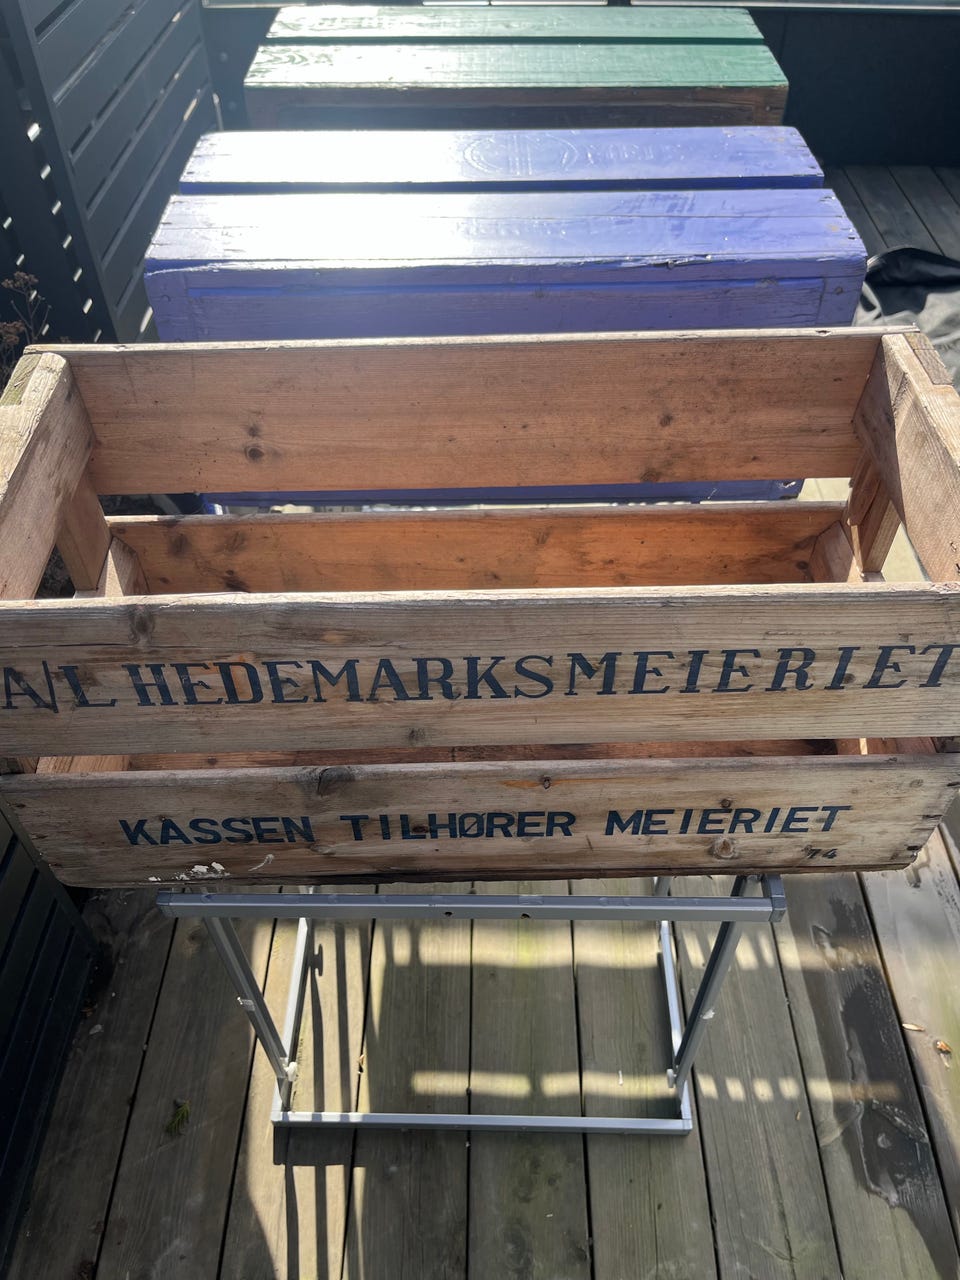 A/L HEDEMARKSMEIERIET
KASSEN TILHØRER MEIERIET
74